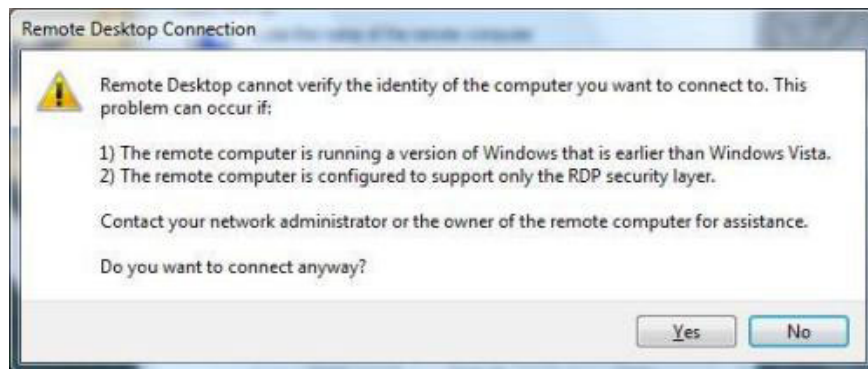 Remote Desktop Connection
Remote Desktop cannot verify the identity of the computer you want to connect to. This
problem can occur if:
1) The remote computer is running a version of Windows that is earlier than Windows Vista.
2) The remote computer is configured to support only the RDP security layer.
Contact your network administrator or the owner of the remote computer for assistance.
Do you want to connect anyway?
Yes No